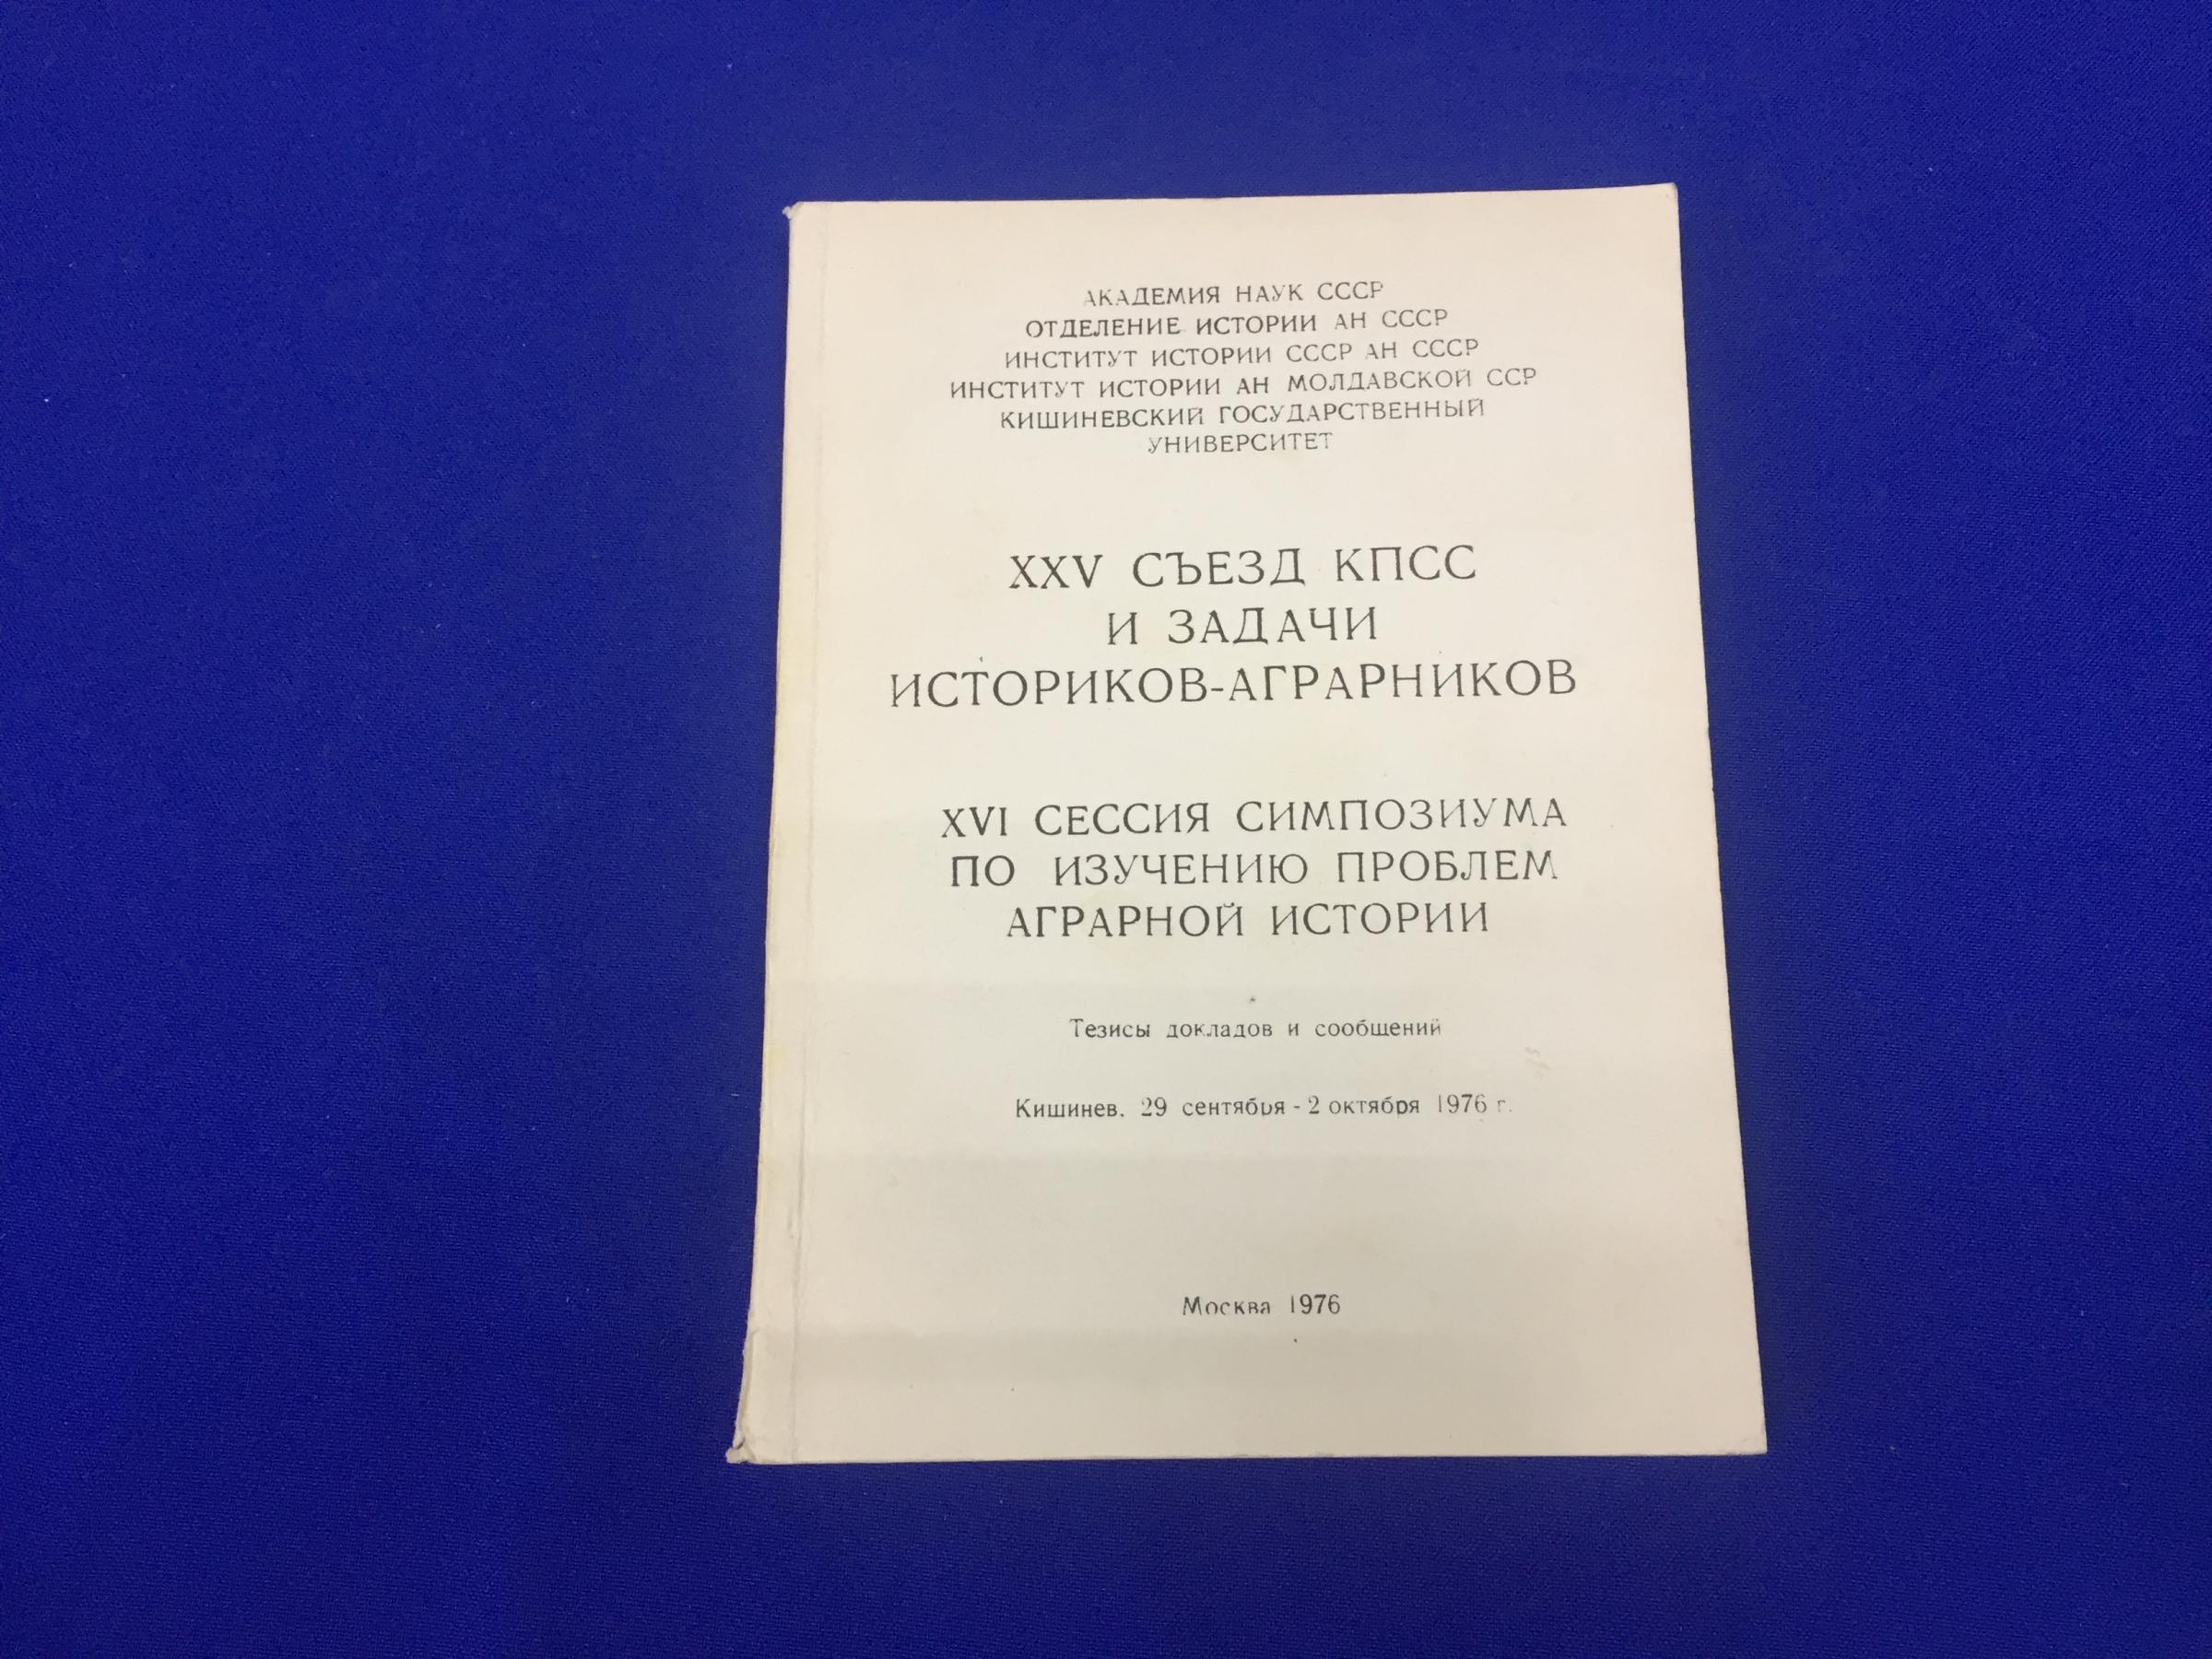 АКАДЕМИЯ НАУК СССР
ОТДЕЛЕНИЕ ИСТОРИИ АН СССР
ИНСТИТУТ ИСТОРИИ СССР АН СССР
ИНСТИТУТ ИСТОРИИ АН МОЛДАВСКОЙ ССР
КИШИНЕВСКИЙ ГОСУДАРСТВЕННЫЙ
УНИВЕРСИТЕТ
XXV СЪЕЗД КПСС
И ЗАДАЧИ
ИСТОРИКОВ-АГРАРНИКОВ
XVI СЕССИЯ СИМПОЗИУМА
ПО ИЗУЧЕНИЮ ПРОБЛЕМ
АГРАРНОЙ ИСТОРИИ
Тезисы докладов и сообщений
Кишинев. 29 сентября - 2 октября 1976 г.
Москва 1976